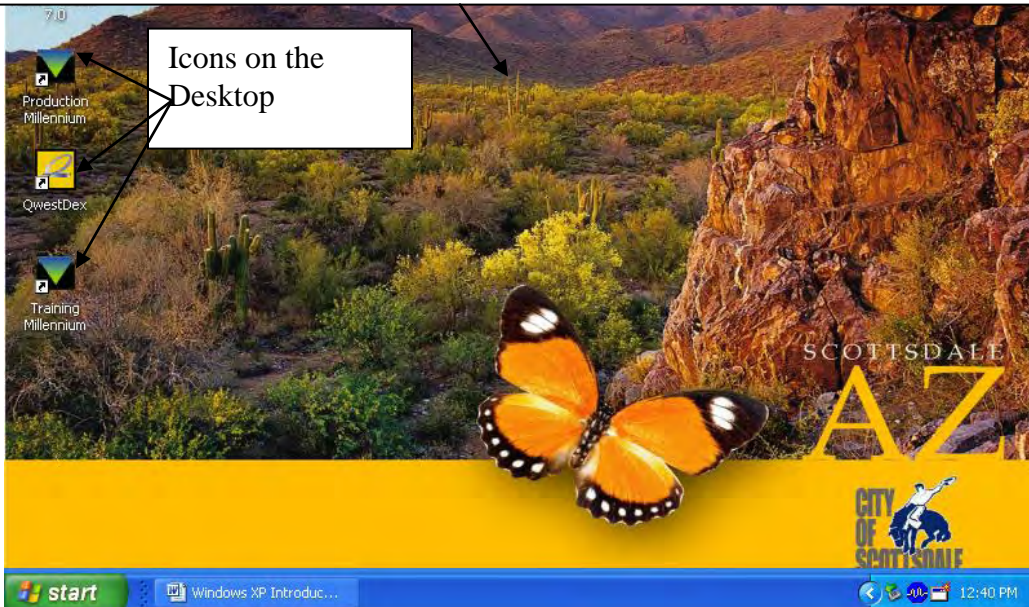 7.0
Icons on the
Desktop
Production
Millennium
QwestDex
Training
Millennium
SCOTTSDALE
AZ
CITY
OF
SCOTTSDALE
start
Windows XP Introduc...
12:40 PM